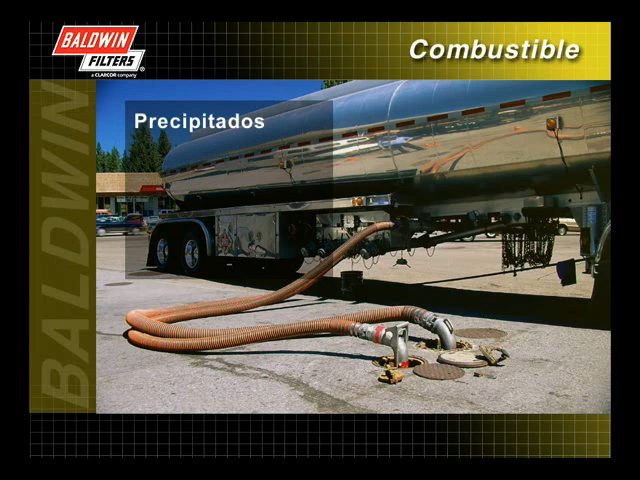 BALDWIN
FILTERS®
a CLARCOR company
Combustible
Precipitados
BALDWIN